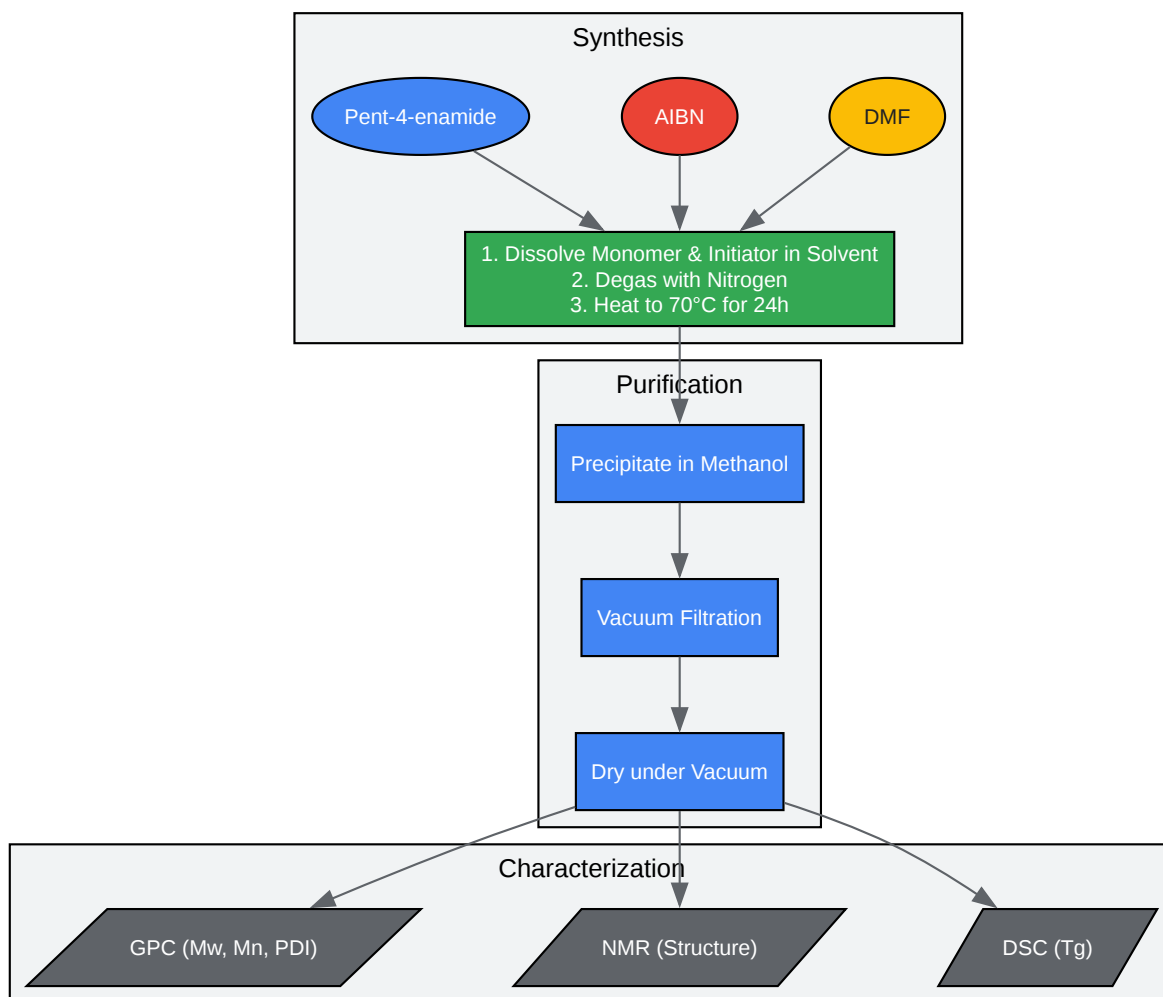 Synthesis
Pent-4-enamide
AIBN
DMF
1. Dissolve Monomer & Initiator in Solvent
2. Degas with Nitrogen
3. Heat to 70°C for 24h
Purification
Precipitate in Methanol
Vacuum Filtration
Dry under Vacuum
Characterization
GPC (Mw, Mn, PDI)
NMR (Structure)
DSC (Tg)